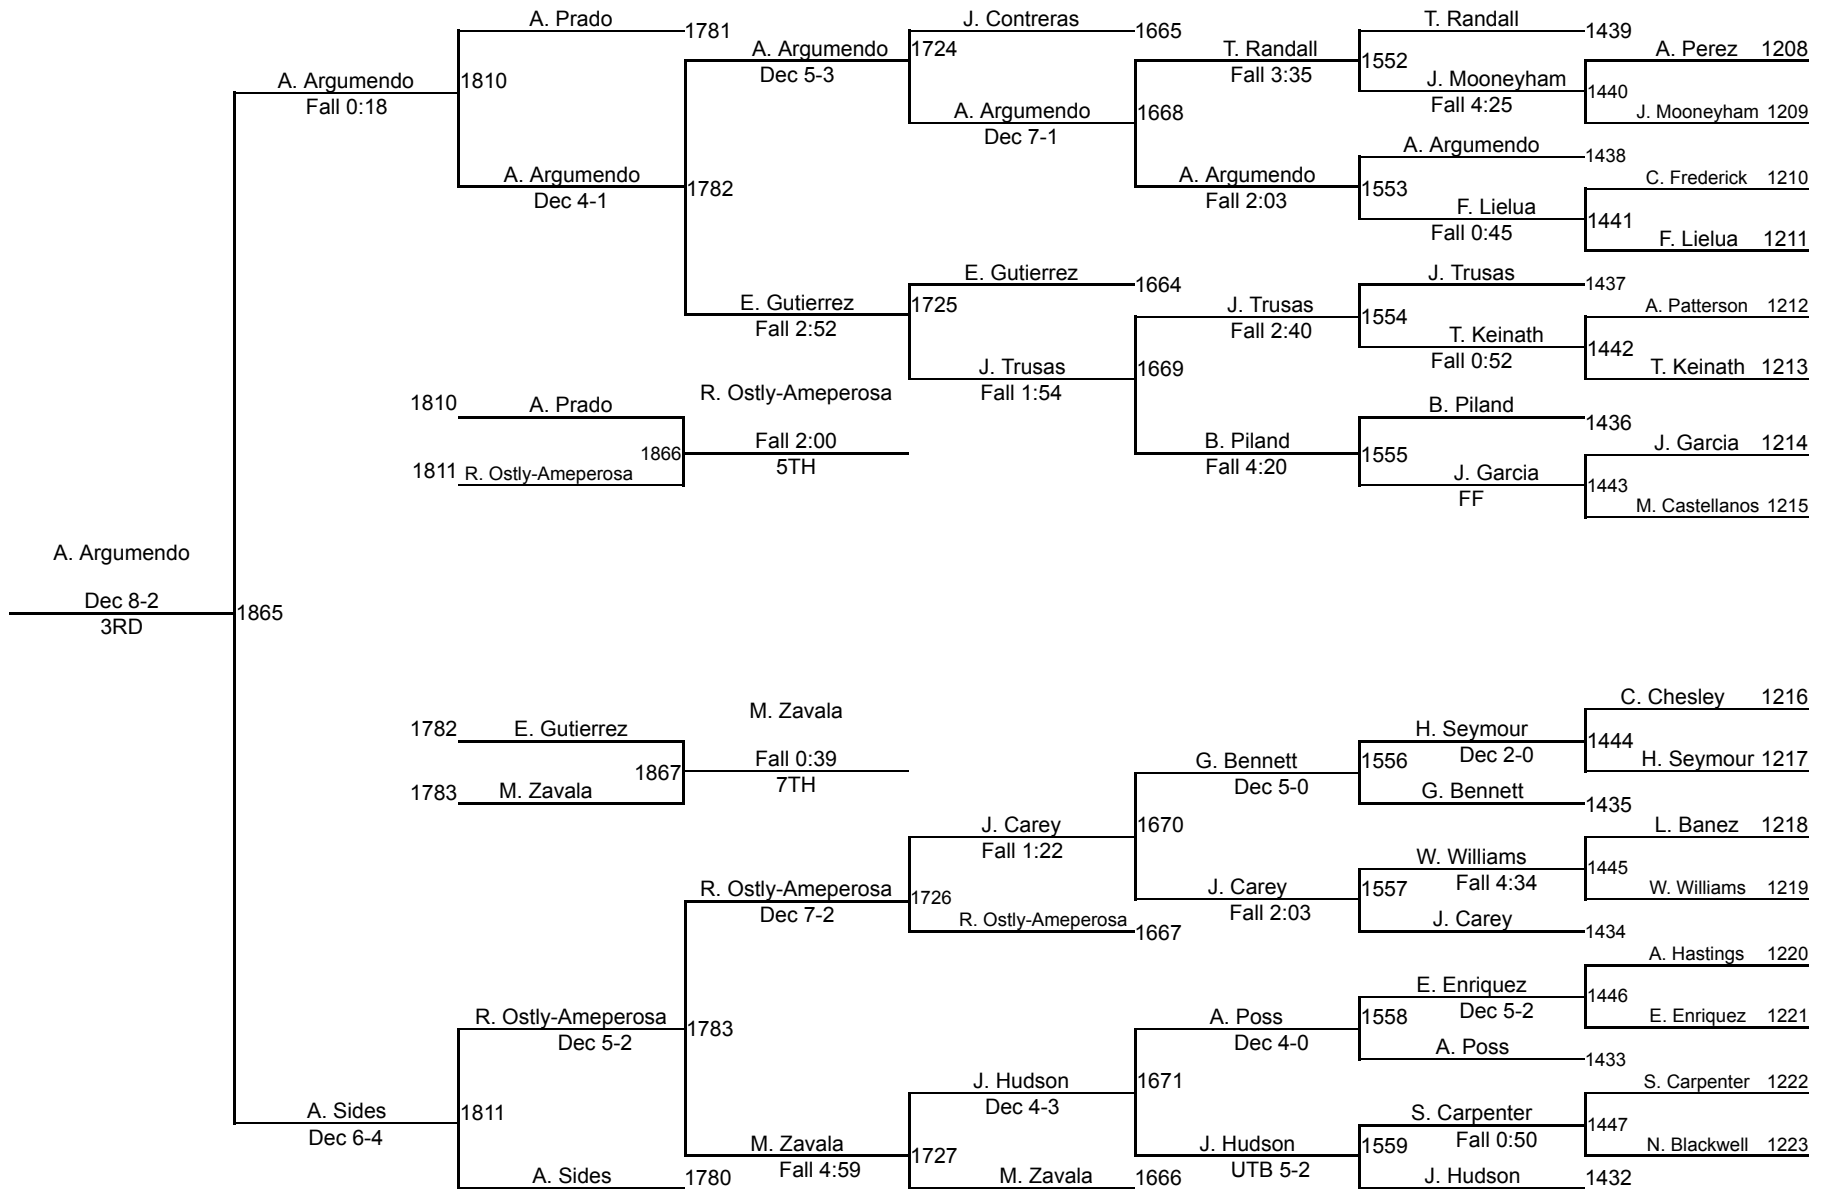 A. Prado 1781
J. Contreras 1665
T. Randall 1439
A. Perez 1208
A. Argumendo 1724
Dec 5-3
T. Randall 1552
Fall 3:35
J. Mooneyham 1440
Fall 4:25
J. Mooneyham 1209
A. Argumendo 1810
Fall 0:18
A. Argumendo 1668
Dec 7-1
A. Argumendo 1438
C. Frederick 1210
A. Argumendo 1782
Dec 4-1
A. Argumendo 1553
Fall 2:03
F. Lielua 1441
Fall 0:45
F. Lielua 1211
E. Gutierrez 1664
J. Trusas 1437
A. Patterson 1212
E. Gutierrez 1725
Fall 2:52
J. Trusas 1554
Fall 2:40
T. Keinath 1442
Fall 0:52
T. Keinath 1213
J. Trusas 1669
Fall 1:54
R. Ostly-Ameperosa
1810 A. Prado
B. Piland 1436
J. Garcia 1214
1866 Fall 2:00
5TH
B. Piland 1555
Fall 4:20
1811 R. Ostly-Ameperosa
J. Garcia 1443
FF
M. Castellanos 1215
A. Argumendo
Dec 8-2
3RD
1865
C. Chesley 1216
M. Zavala
1782 E. Gutierrez
H. Seymour 1444
Dec 2-0
H. Seymour 1217
1867 Fall 0:39
7TH
G. Bennett 1556
Dec 5-0
1783 M. Zavala
G. Bennett 1435
J. Carey 1670
Fall 1:22
L. Banez 1218
W. Williams 1445
Fall 4:34
R. Ostly-Ameperosa 1726
Dec 7-2
J. Carey 1557
Fall 2:03
W. Williams 1219
R. Ostly-Ameperosa 1667
J. Carey 1434
A. Hastings 1220
E. Enriquez 1446
Dec 5-2
R. Ostly-Ameperosa 1783
Dec 5-2
A. Poss 1558
Dec 4-0
E. Enriquez 1221
A. Poss 1433
J. Hudson 1671
Dec 4-3
S. Carpenter 1222
A. Sides 1811
Dec 6-4
S. Carpenter 1447
Fall 0:50
M. Zavala 1727
Fall 4:59
J. Hudson 1559
UTB 5-2
N. Blackwell 1223
A. Sides 1780
M. Zavala 1666
J. Hudson 1432